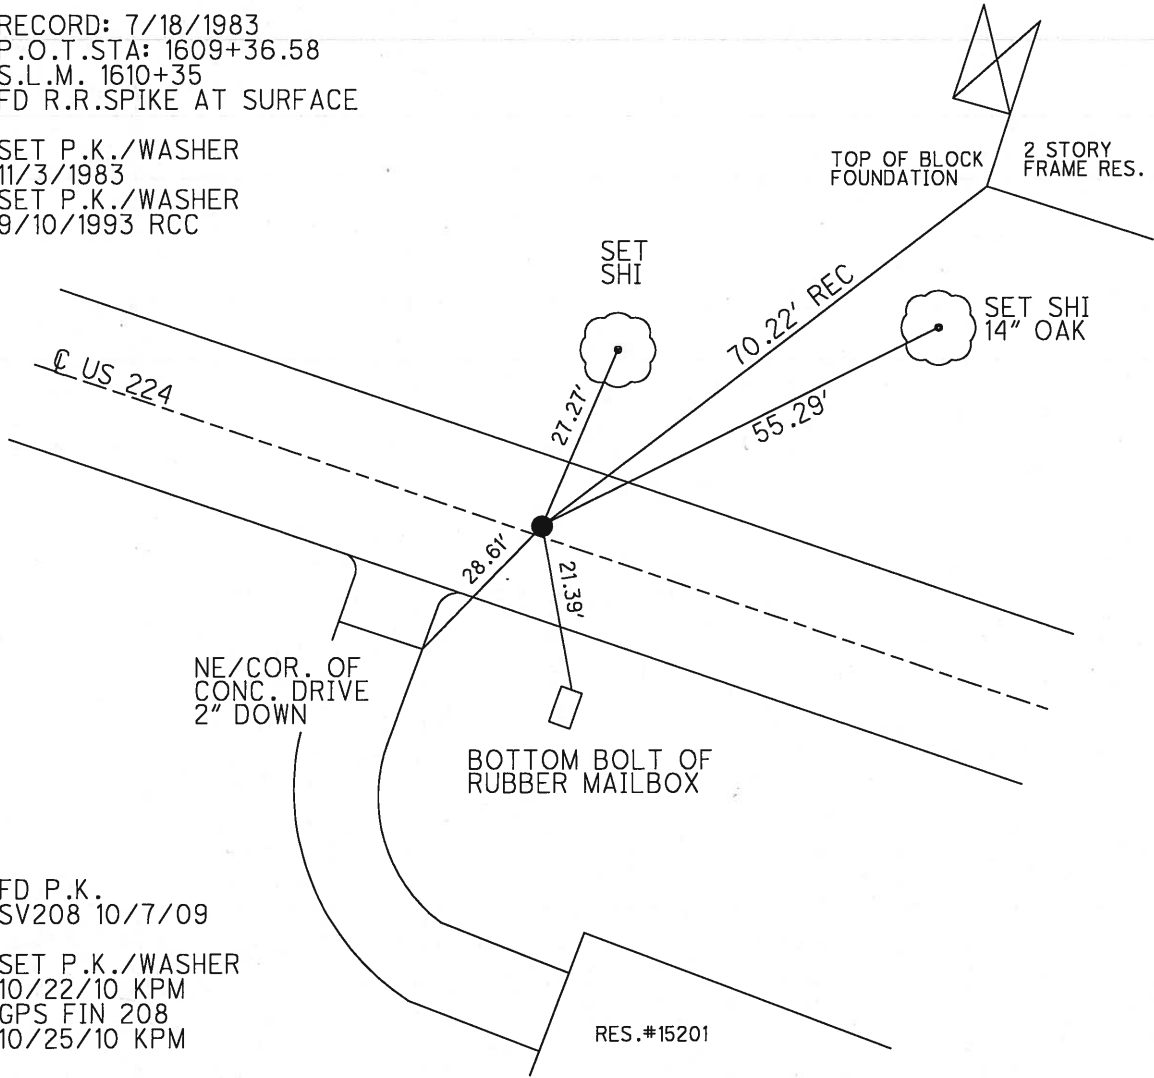 RECORD: 7/18/1983
P.O.T.STA: 1609+36.58
S.L.M. 1610+35
FD R.R.SPIKE AT SURFACE
SET P.K./WASHER
11/3/1983
SET P.K./WASHER
9/10/1993 RCC
TOP OF BLOCK
FOUNDATION
2 STORY
FRAME RES.
SET
SHI
SET SHI
14" OAK
70.22' REC
℄ US 224
27.27'
55.29'
28.61'
21.39'
NE/COR. OF
CONC. DRIVE
2" DOWN
BOTTOM BOLT OF
RUBBER MAILBOX
FD P.K.
SV208 10/7/09
SET P.K./WASHER
10/22/10 KPM
GPS FIN 208
10/25/10 KPM
RES.#15201